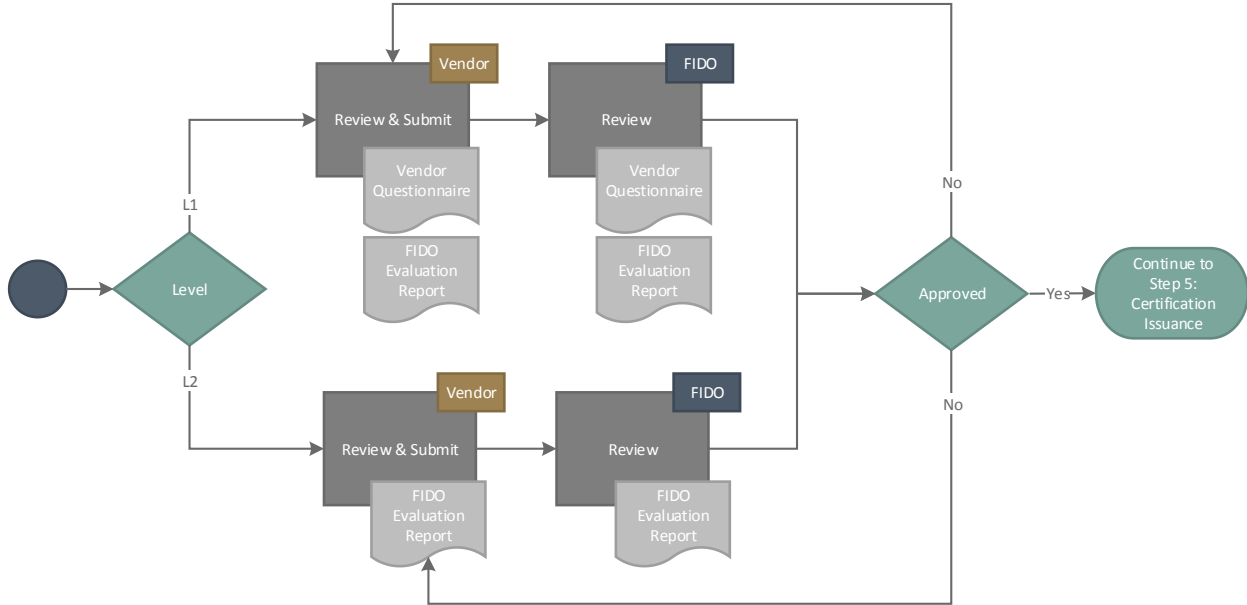 Vendor
FIDO
Review & Submit
Review
Vendor
Questionnaire
Vendor
Questionnaire
No
L1
FIDO
Evaluation
Report
FIDO
Evaluation
Report
Level
Approved
Yes
Continue to
Step 5:
Certification
Issuance
L2
Vendor
FIDO
No
Review & Submit
Review
FIDO
Evaluation
Report
FIDO
Evaluation
Report